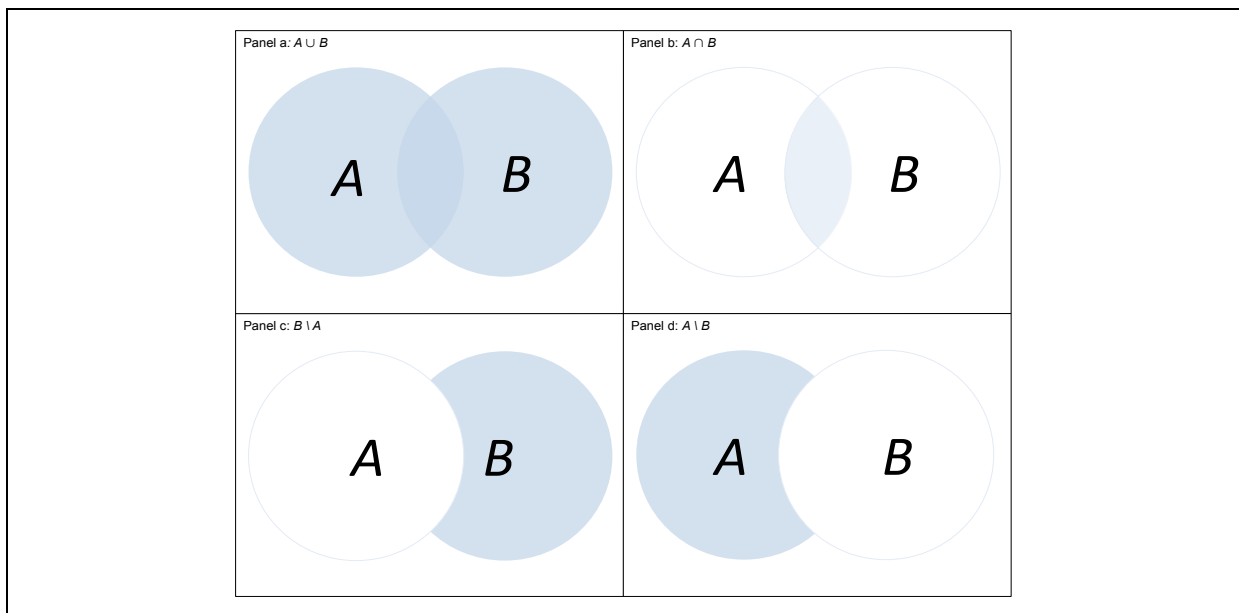 Panel a: A ∪ B
A B
Panel b: A ∩ B
A B
Panel c: B \ A
A B
Panel d: A \ B
A B